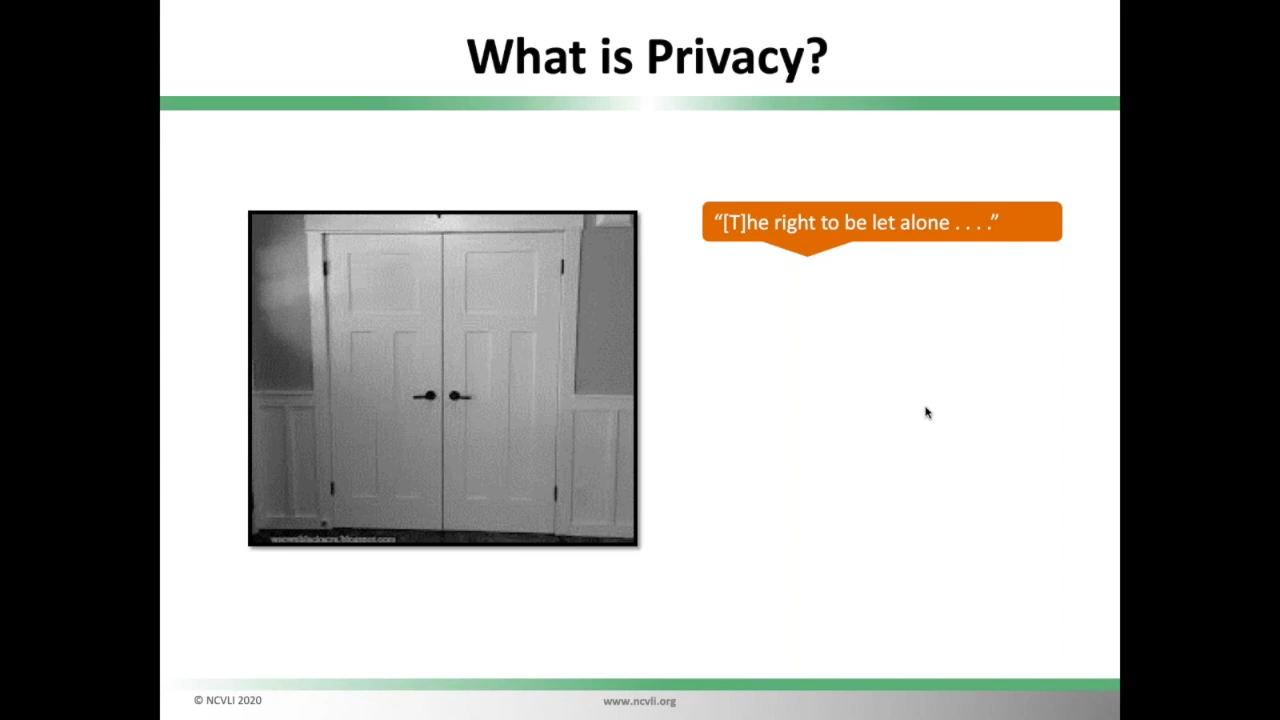 What is Privacy?
“[T]he right to be let alone . . . .”
© NCVLI 2020
www.ncvli.org